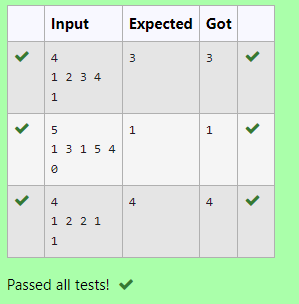 Input Expected Got
4 3 3
1 2 3 4
1
5 1 1
1 3 1 5 4
0
4 4 4
1 2 2 1
1
Passed all tests!